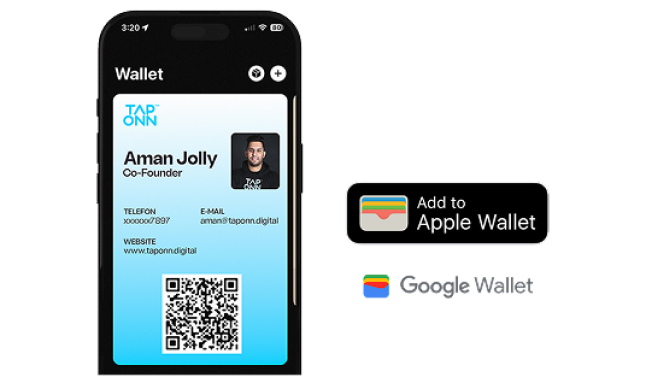 3:20
80
Wallet
TAP
ONN
Aman Jolly
Co-Founder
TAP
ONN
TELEFON E-MAIL
xxxxxx7897 aman@taponn.digital
WEBSITE
www.taponn.digital
Add to
Apple Wallet
Google Wallet